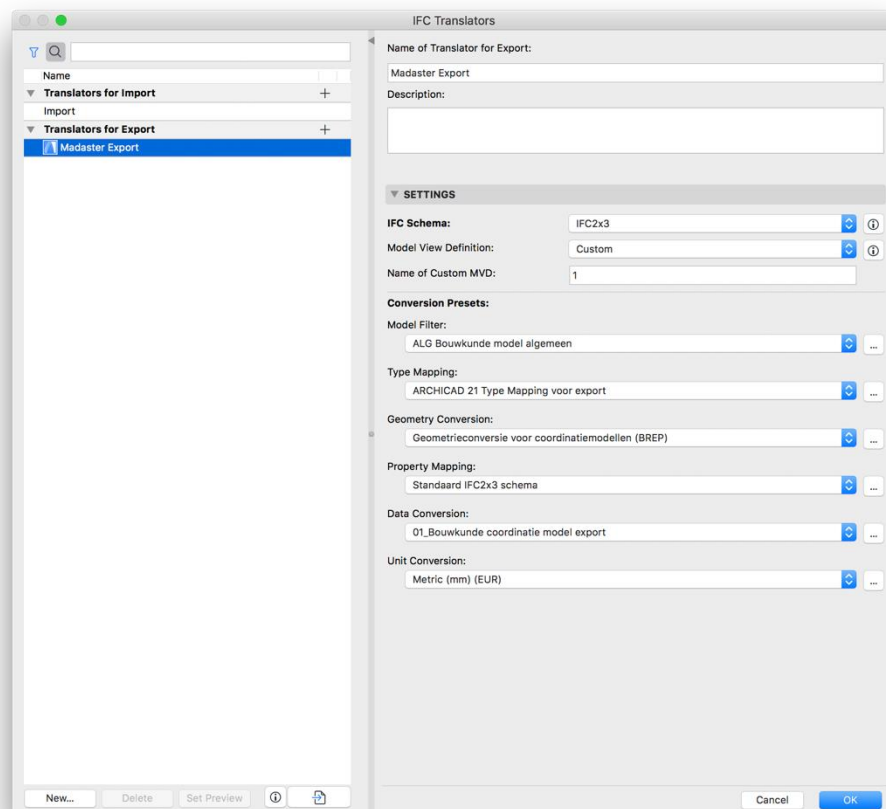 IFC Translators
Name
Translators for Import
Import
Translators for Export
Madaster Export
New...
Delete
Set Preview
Name of Translator for Export:
Madaster Export
Description:
SETTINGS
IFC Schema:
IFC2x3
Model View Definition:
Custom
Name of Custom MVD:
1
Conversion Presets:
Model Filter:
ALG Bouwkunde model algemeen
...
Type Mapping:
ARCHICAD 21 Type Mapping voor export
...
Geometry Conversion:
Geometrieconversie voor coordinatiemodellen (BREP)
...
Property Mapping:
Standaard IFC2x3 schema
...
Data Conversion:
01_Bouwkunde coordinatie model export
...
Unit Conversion:
Metric (mm) (EUR)
...
Cancel
OK